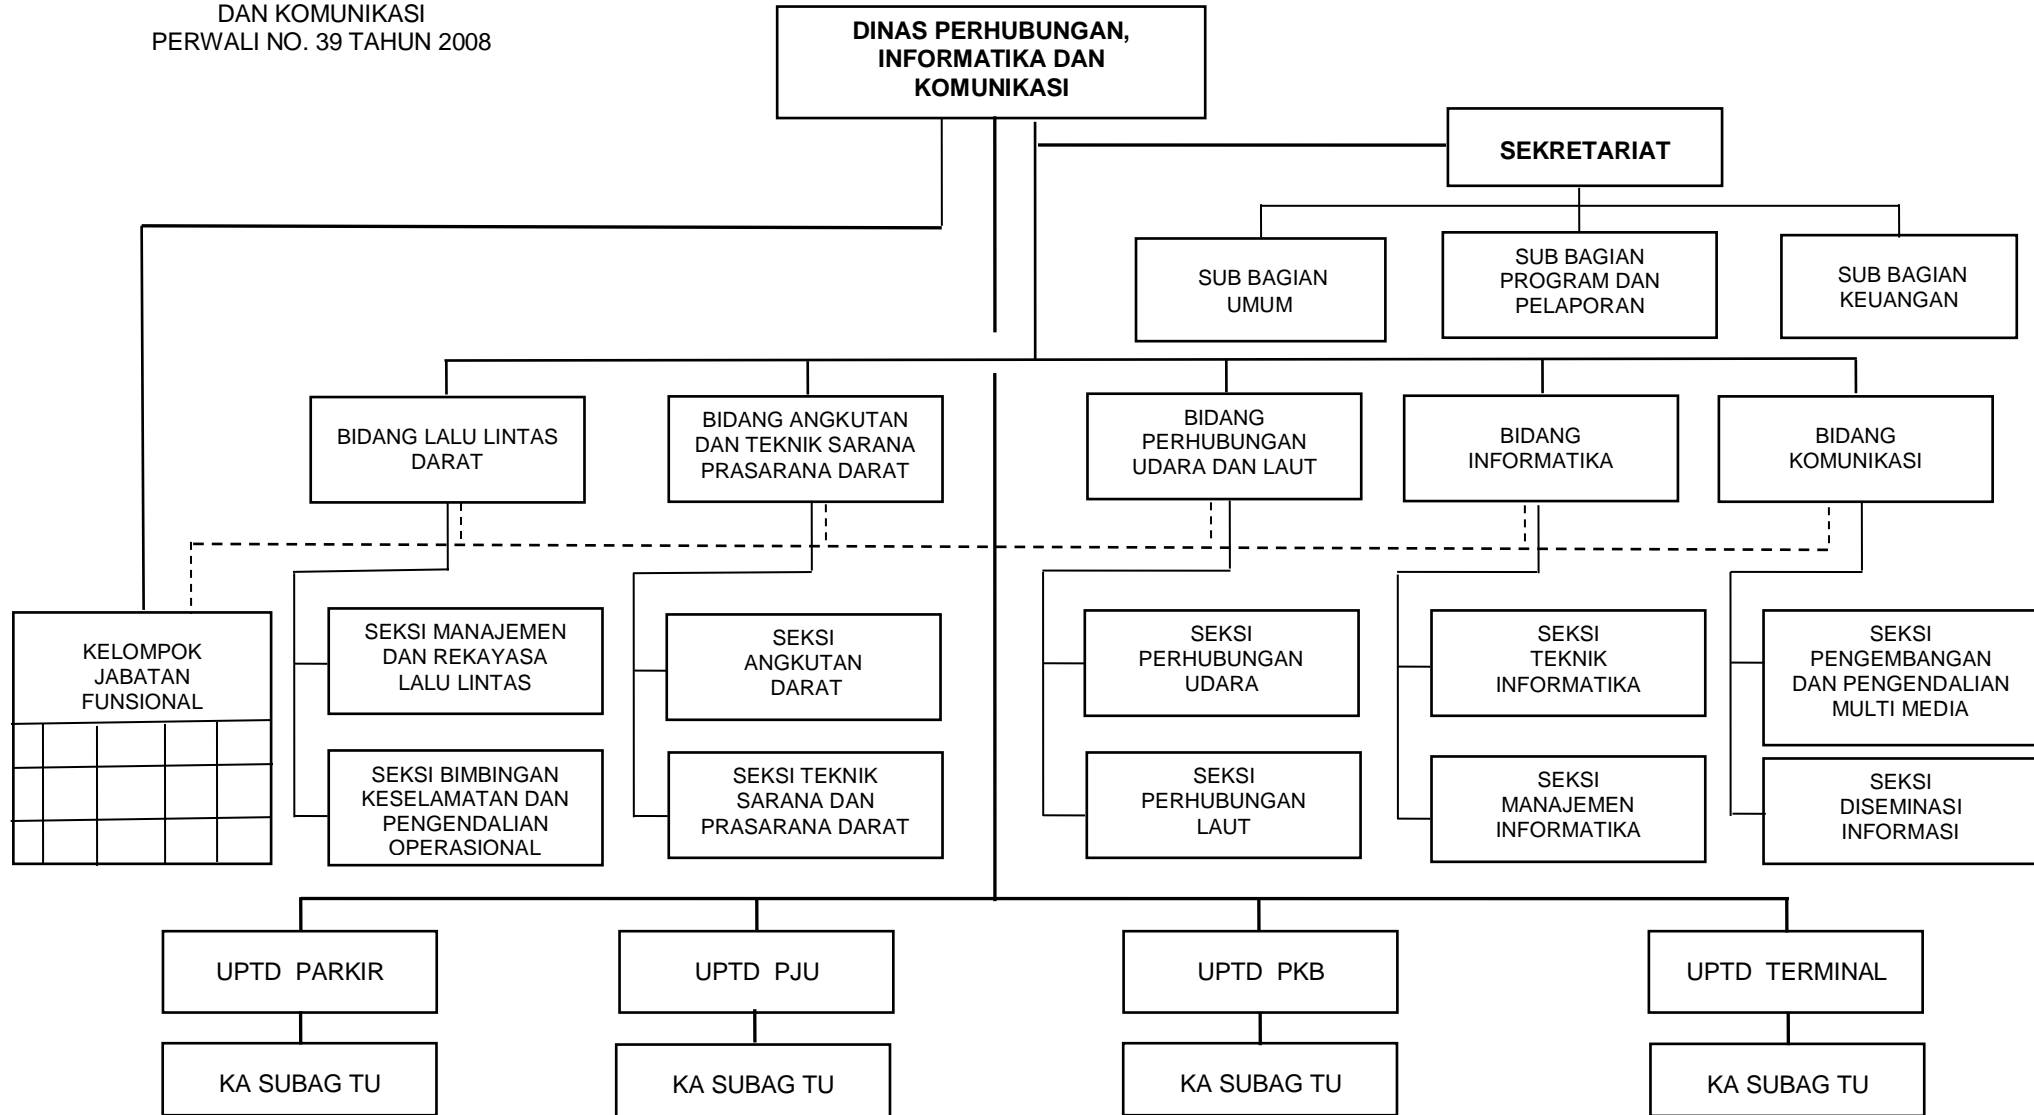 DAN KOMUNIKASI
PERWALI NO. 39 TAHUN 2008
DINAS PERHUBUNGAN,
INFORMATIKA DAN
KOMUNIKASI
SEKRETARIAT
SUB BAGIAN
UMUM
SUB BAGIAN
PROGRAM DAN
PELAPORAN
SUB BAGIAN
KEUANGAN
BIDANG LALU LINTAS
DARAT
BIDANG ANGKUTAN
DAN TEKNIK SARANA
PRASARANA DARAT
BIDANG
PERHUBUNGAN
UDARA DAN LAUT
BIDANG
INFORMATIKA
BIDANG
KOMUNIKASI
KELOMPOK
JABATAN
FUNSIONAL
SEKSI MANAJEMEN
DAN REKAYASA
LALU LINTAS
SEKSI
ANGKUTAN
DARAT
SEKSI
PERHUBUNGAN
UDARA
SEKSI
TEKNIK
INFORMATIKA
SEKSI
PENGEMBANGAN
DAN PENGENDALIAN
MULTI MEDIA
SEKSI BIMBINGAN
KESELAMATAN DAN
PENGENDALIAN
OPERASIONAL
SEKSI TEKNIK
SARANA DAN
PRASARANA DARAT
SEKSI
PERHUBUNGAN
LAUT
SEKSI
MANAJEMEN
INFORMATIKA
SEKSI
DISEMINASI
INFORMASI
UPTD PARKIR
UPTD PJU
UPTD PKB
UPTD TERMINAL
KA SUBAG TU
KA SUBAG TU
KA SUBAG TU
KA SUBAG TU